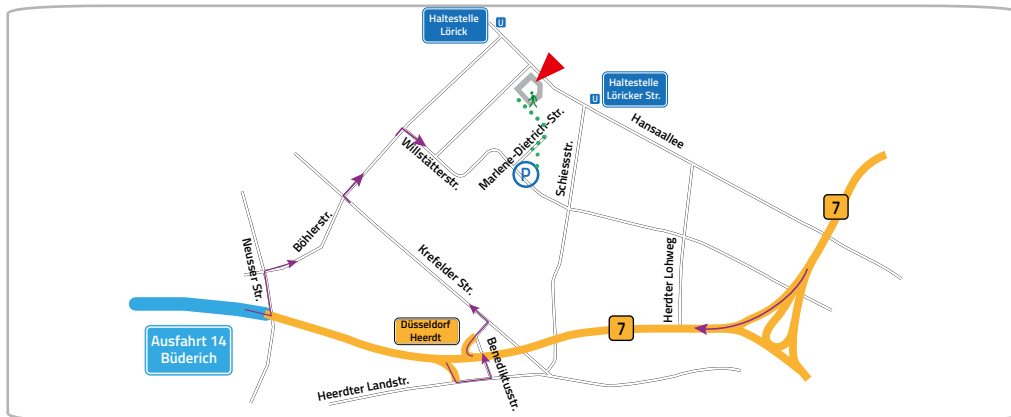 Haltestelle
Lörick
U
Haltestelle
Löricker Str.
U
Hansaallee
Marlene-Dietrich-Str.
Willstätterstr.
P
Schiessstr.
7
Böhlerstr.
Neusser Str.
Krefelder Str.
Herdter Lohweg
Düsseldorf
Heerdt
7
Ausfahrt 14
Büderich
Benediktusstr.
Heerdter Landstr.